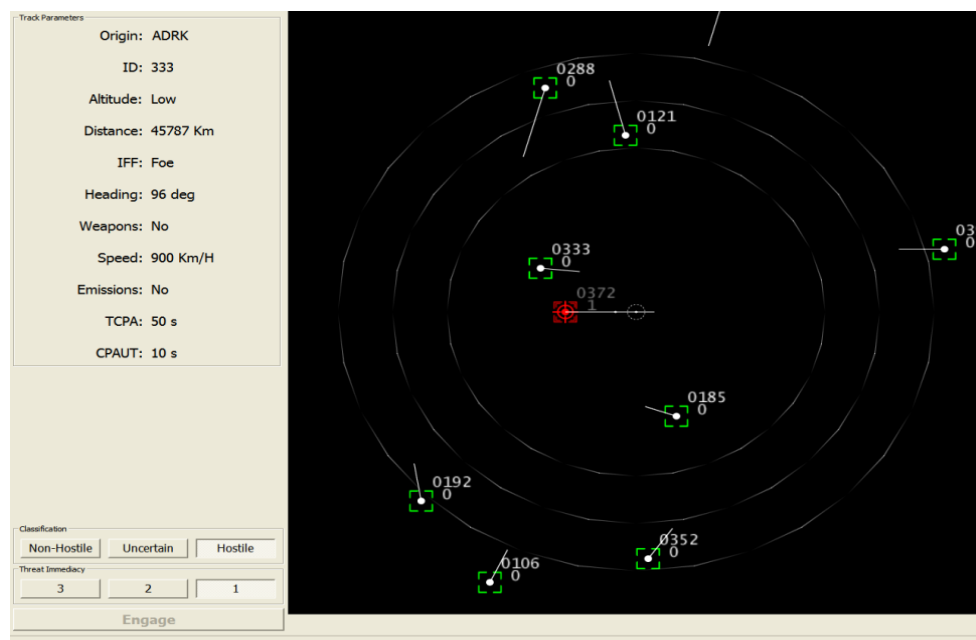 Track Parameters
Origin: ADRK
ID: 333
Altitude: Low
Distance: 45787 Km
IFF: Foe
Heading: 96 deg
Weapons: No
Speed: 900 Km/H
Emissions: No
TCPA: 50 s
CPAUT: 10 s
Classification
Non-Hostile Uncertain Hostile
Threat Immediacy
3 2 1
Engage
0288
0
0121
0
03
0
0333
0
0372
1
0185
0
0192
0
0352
0
0106
0